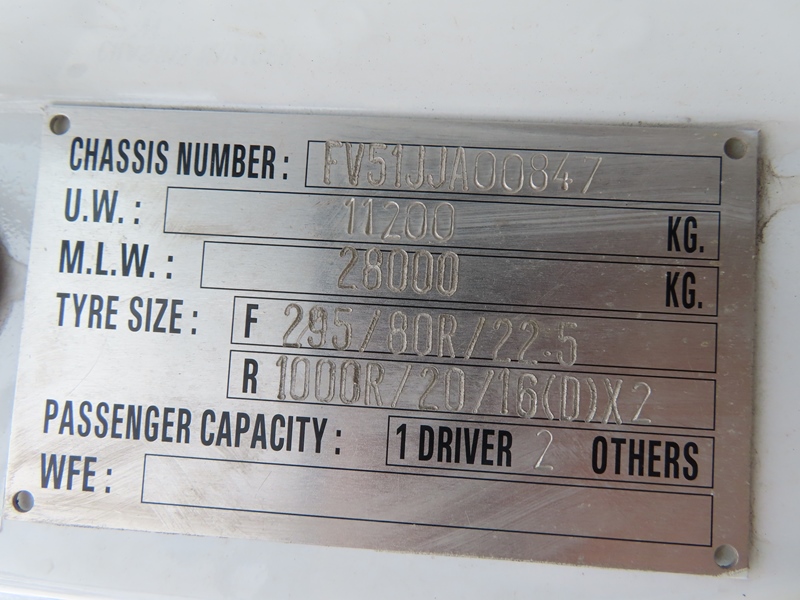 CHASSIS NUMBER: FV51JJA00847
U.W.: 11200 KG.
M.L.W.: 28000 KG.
TYRE SIZE: F 295/80R/22.5
R 1000R/20/16(D)X2
PASSENGER CAPACITY: 1 DRIVER 2 OTHERS
WFE: